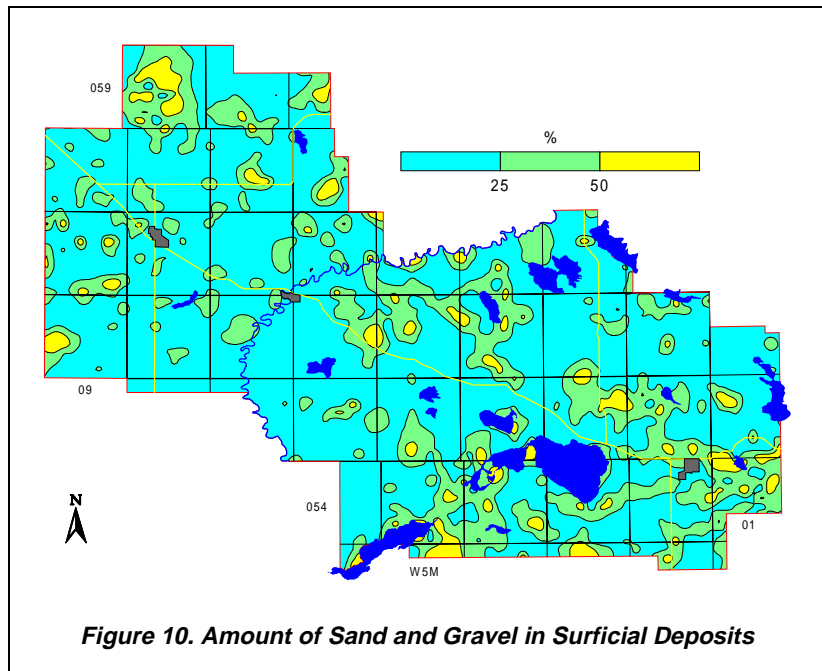 059
%
25 50
09
054
N
01
W5M
Figure 10. Amount of Sand and Gravel in Surficial Deposits